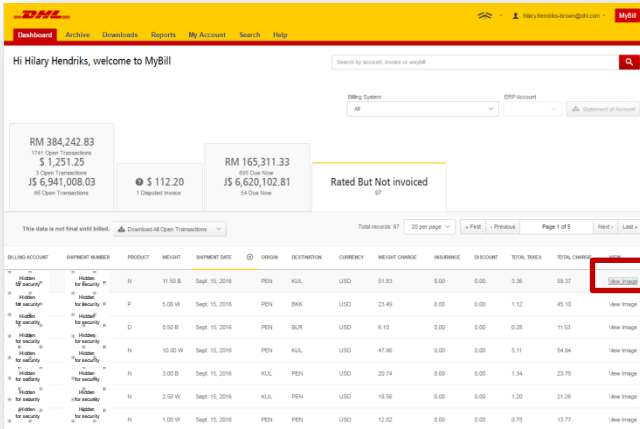 DHL
hilary.hendriks-brown@dhl.com
MyBill
Dashboard Archive Downloads Reports My Account Search Help
Hi Hilary Hendriks, welcome to MyBill
Search by account, invoice or waybill
Billing System ERP Account
All
Statement of Account
RM 384,242.83
1741 Open Transactions
$ 1,251.25
3 Open Transactions
J$ 6,941,008.03
66 Open Transactions
$ 112.20
1 Disputed Invoice
RM 165,311.33
695 Due Now
J$ 6,620,102.81
54 Due Now
Rated But Not invoiced
97
This data is not final until billed. Download All Open Transactions Total records: 97 20 per page « First ‹ Previous Page 1 of 5 Next › Last »
BILLING ACCOUNT SHIPMENT NUMBER PRODUCT WEIGHT SHIPMENT DATE ORIGIN DESTINATION CURRENCY WEIGHT CHARGE INSURANCE DISCOUNT TOTAL TAXES TOTAL CHARGE VIEW
Hidden for security Hidden for security N 11.50 B Sept. 15, 2016 PEN KUL USD 51.83 0.00 0.00 3.36 59.37 View Image
Hidden for security Hidden for security P 5.00 W Sept. 15, 2016 PEN BKK USD 23.49 0.00 0.00 1.12 45.10 View Image
Hidden for security Hidden for security D 0.50 B Sept. 15, 2016 PEN BLR USD 6.10 0.00 0.00 0.28 11.53 View Image
Hidden for security Hidden for security N 10.00 W Sept. 15, 2016 PEN KUL USD 47.96 0.00 0.00 3.11 54.94 View Image
Hidden for security Hidden for security N 3.00 B Sept. 15, 2016 KUL PEN USD 20.74 0.00 0.00 1.34 23.75 View Image
Hidden for security Hidden for security N 2.50 W Sept. 15, 2016 KUL PEN USD 18.56 0.00 0.00 1.20 21.26 View Image
Hidden for security Hidden for security N 1.00 W Sept. 15, 2016 PEN PEN USD 12.02 0.00 0.00 0.78 13.77 View Image